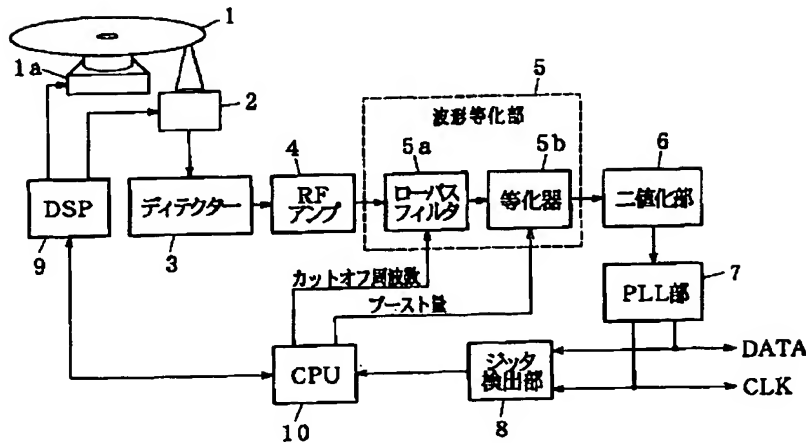 1
1a
2
5
波形等化部
5a
5b
4
6
RF
アンプ
ローパス
フィルタ
等化器
二値化部
DSP
ディテクター
9
3
カットオフ周波数
ブースト量
PLL部
7
CPU
10
ジッタ
検出部
8
DATA
CLK